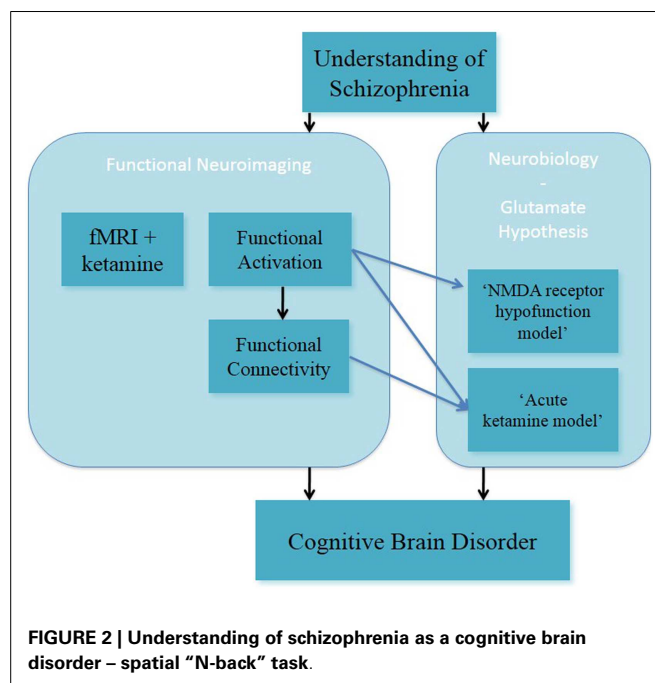 Understanding of
Schizophrenia
Functional Neuroimaging
fMRI +
ketamine
Functional
Activation
Functional
Connectivity
Neurobiology
-
Glutamate
Hypothesis
‘NMDA receptor
hypofunction
model’
‘Acute
ketamine model’
Cognitive Brain Disorder
FIGURE 2 | Understanding of schizophrenia as a cognitive brain
disorder – spatial “N-back” task.